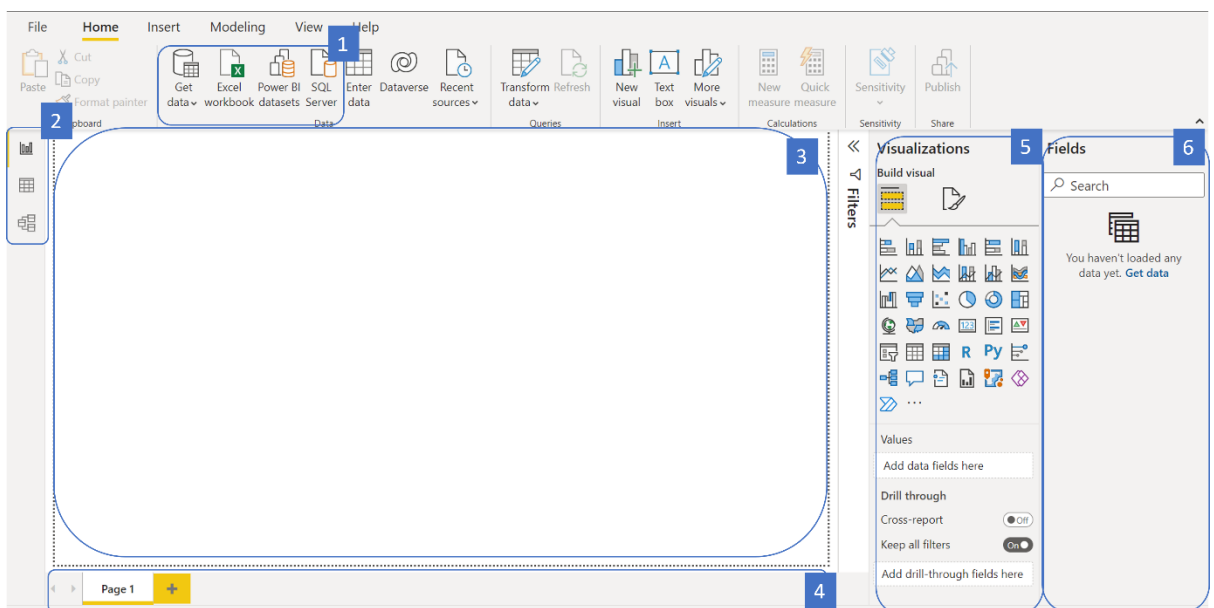 File Home Insert Modeling View Help
1
Cut
Copy
Format painter
Paste
Get data
Excel workbook
Power BI datasets
SQL Server
Enter data
Dataverse
Recent sources
Transform data
Refresh
New visual
Text box
More visuals
New measure
Quick measure
Sensitivity
Publish
Data
Queries
Insert
Calculations
Sensitivity
Share
2
3
Filters
Visualizations
5
Build visual
123
R Py
Values
Add data fields here
Drill through
Cross-report Off
Keep all filters On
Add drill-through fields here
Fields
6
Search
You haven't loaded any
data yet. Get data
Page 1 +
4